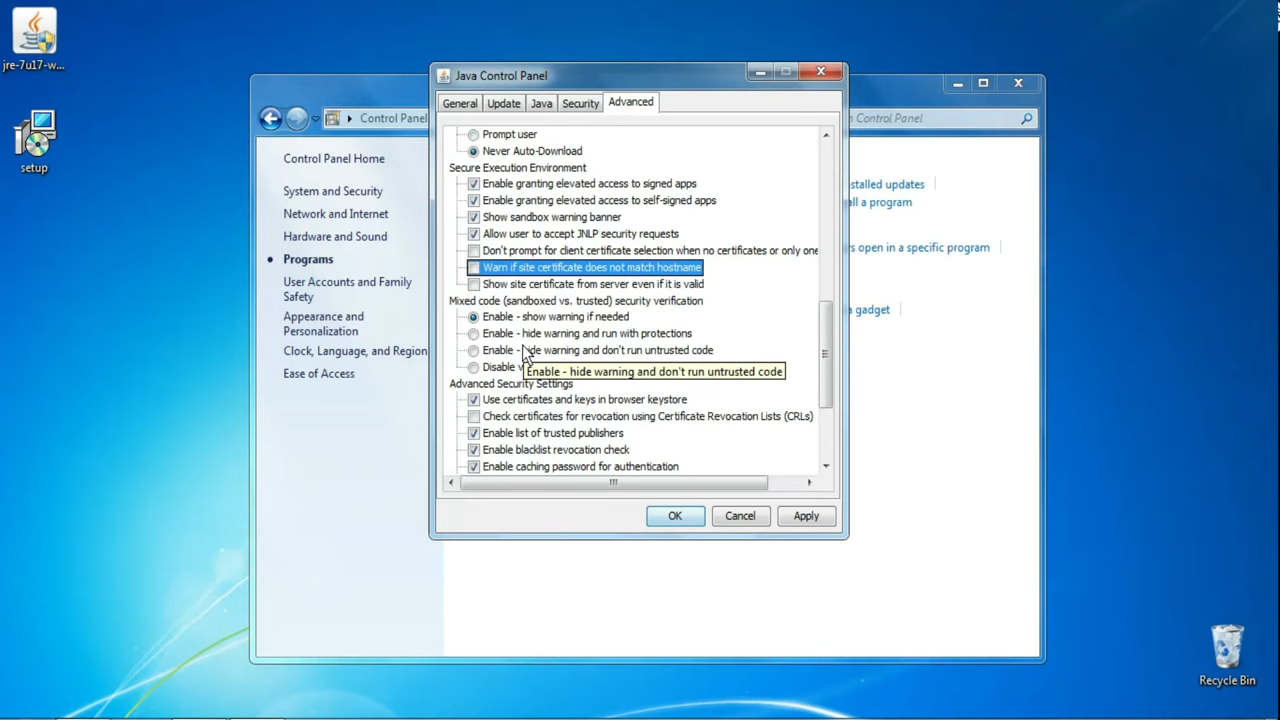 jre-7u17-w...
setup
Java Control Panel
General
Update
Java
Security
Advanced
Control Panel
Control Panel
Control Panel Home
System and Security
Network and Internet
Hardware and Sound
Programs
User Accounts and Family
Safety
Appearance and
Personalization
Clock, Language, and Region
Ease of Access
Prompt user
Never Auto-Download
Secure Execution Environment
Enable granting elevated access to signed apps
Enable granting elevated access to self-signed apps
Show sandbox warning banner
Allow user to accept JNLP security requests
Don't prompt for client certificate selection when no certificates or only one
Warn if site certificate does not match hostname
Show site certificate from server even if it is valid
Mixed code (sandboxed vs. trusted) security verification
Enable - show warning if needed
Enable - hide warning and run with protections
Enable - hide warning and don't run untrusted code
Disable
Enable - hide warning and don't run untrusted code
Advanced Security Settings
Use certificates and keys in browser keystore
Check certificates for revocation using Certificate Revocation Lists (CRLs)
Enable list of trusted publishers
Enable blacklist revocation check
Enable caching password for authentication
OK
Cancel
Apply
stalled updates
ll a program
s open in a specific program
a gadget
Recycle Bin